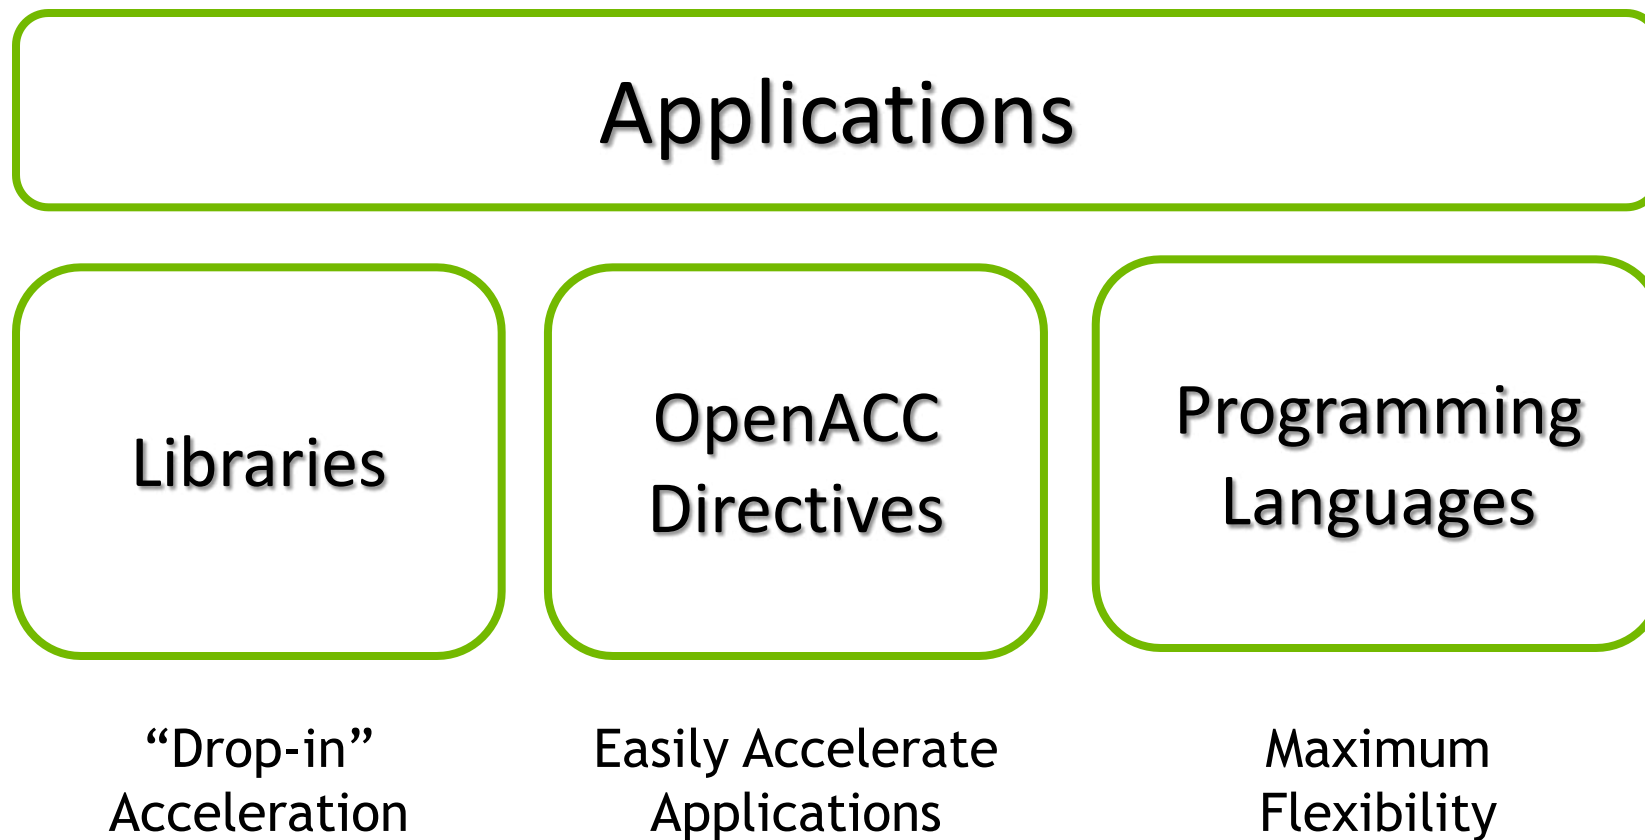 Applications
Libraries
OpenACC
Directives
Programming
Languages
“Drop-in”
Acceleration
Easily Accelerate
Applications
Maximum
Flexibility